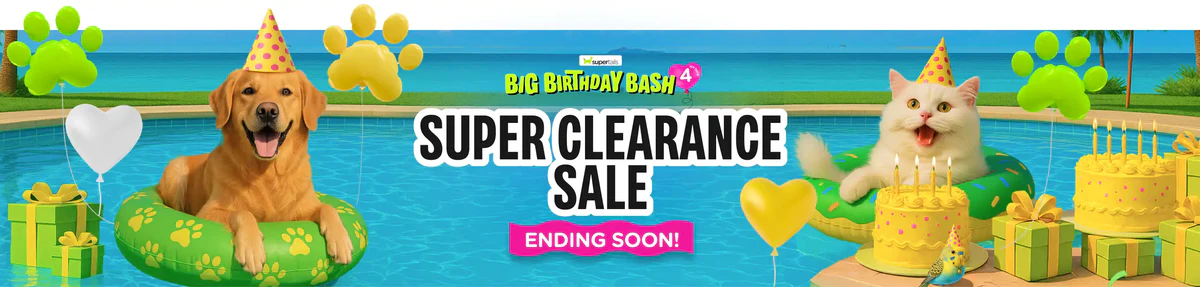 supertails
BIG BIRTHDAY BASH 4
SUPER CLEARANCE
SALE
ENDING SOON!